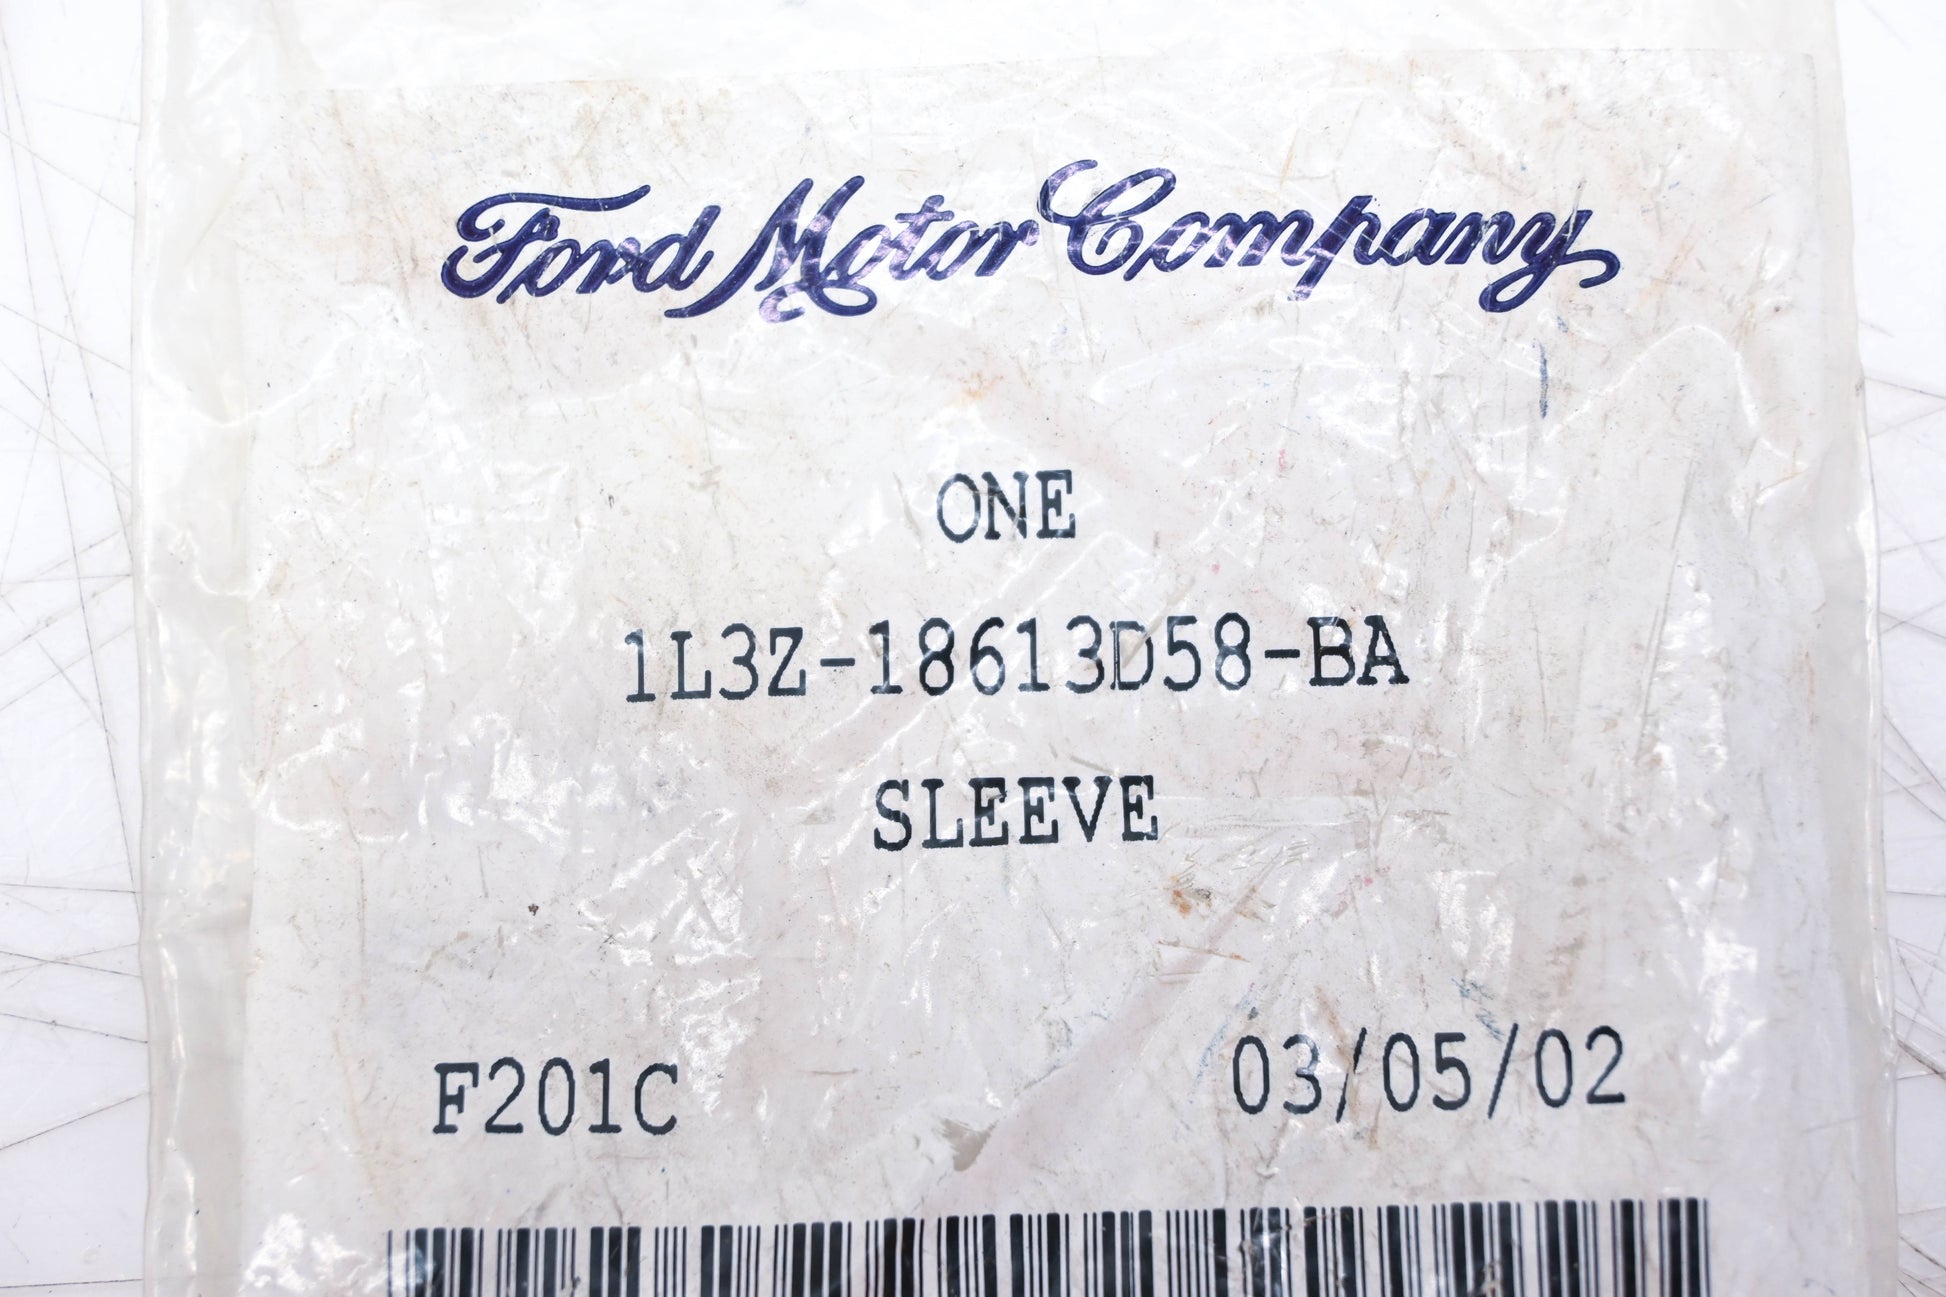 Ford Motor Company
ONE
1L3Z-18613D58-BA
SLEEVE
F201C 03/05/02